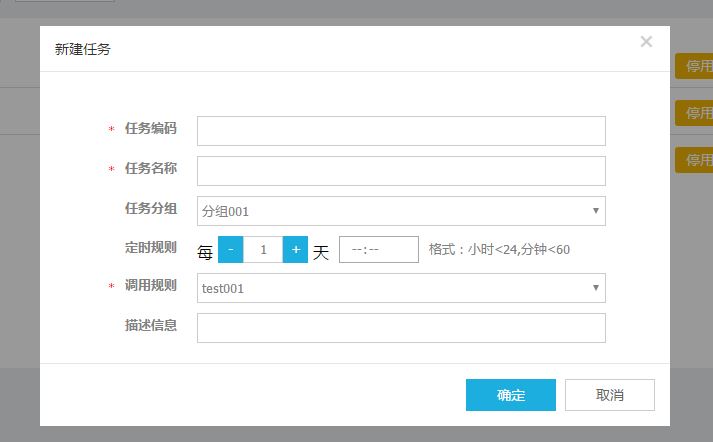 新建任务 ×
停用
* 任务编码
停用
* 任务名称
停用
任务分组 分组001
定时规则 每 - 1 + 天 --:-- 格式：小时<24,分钟<60
* 调用规则 test001
描述信息
确定 取消